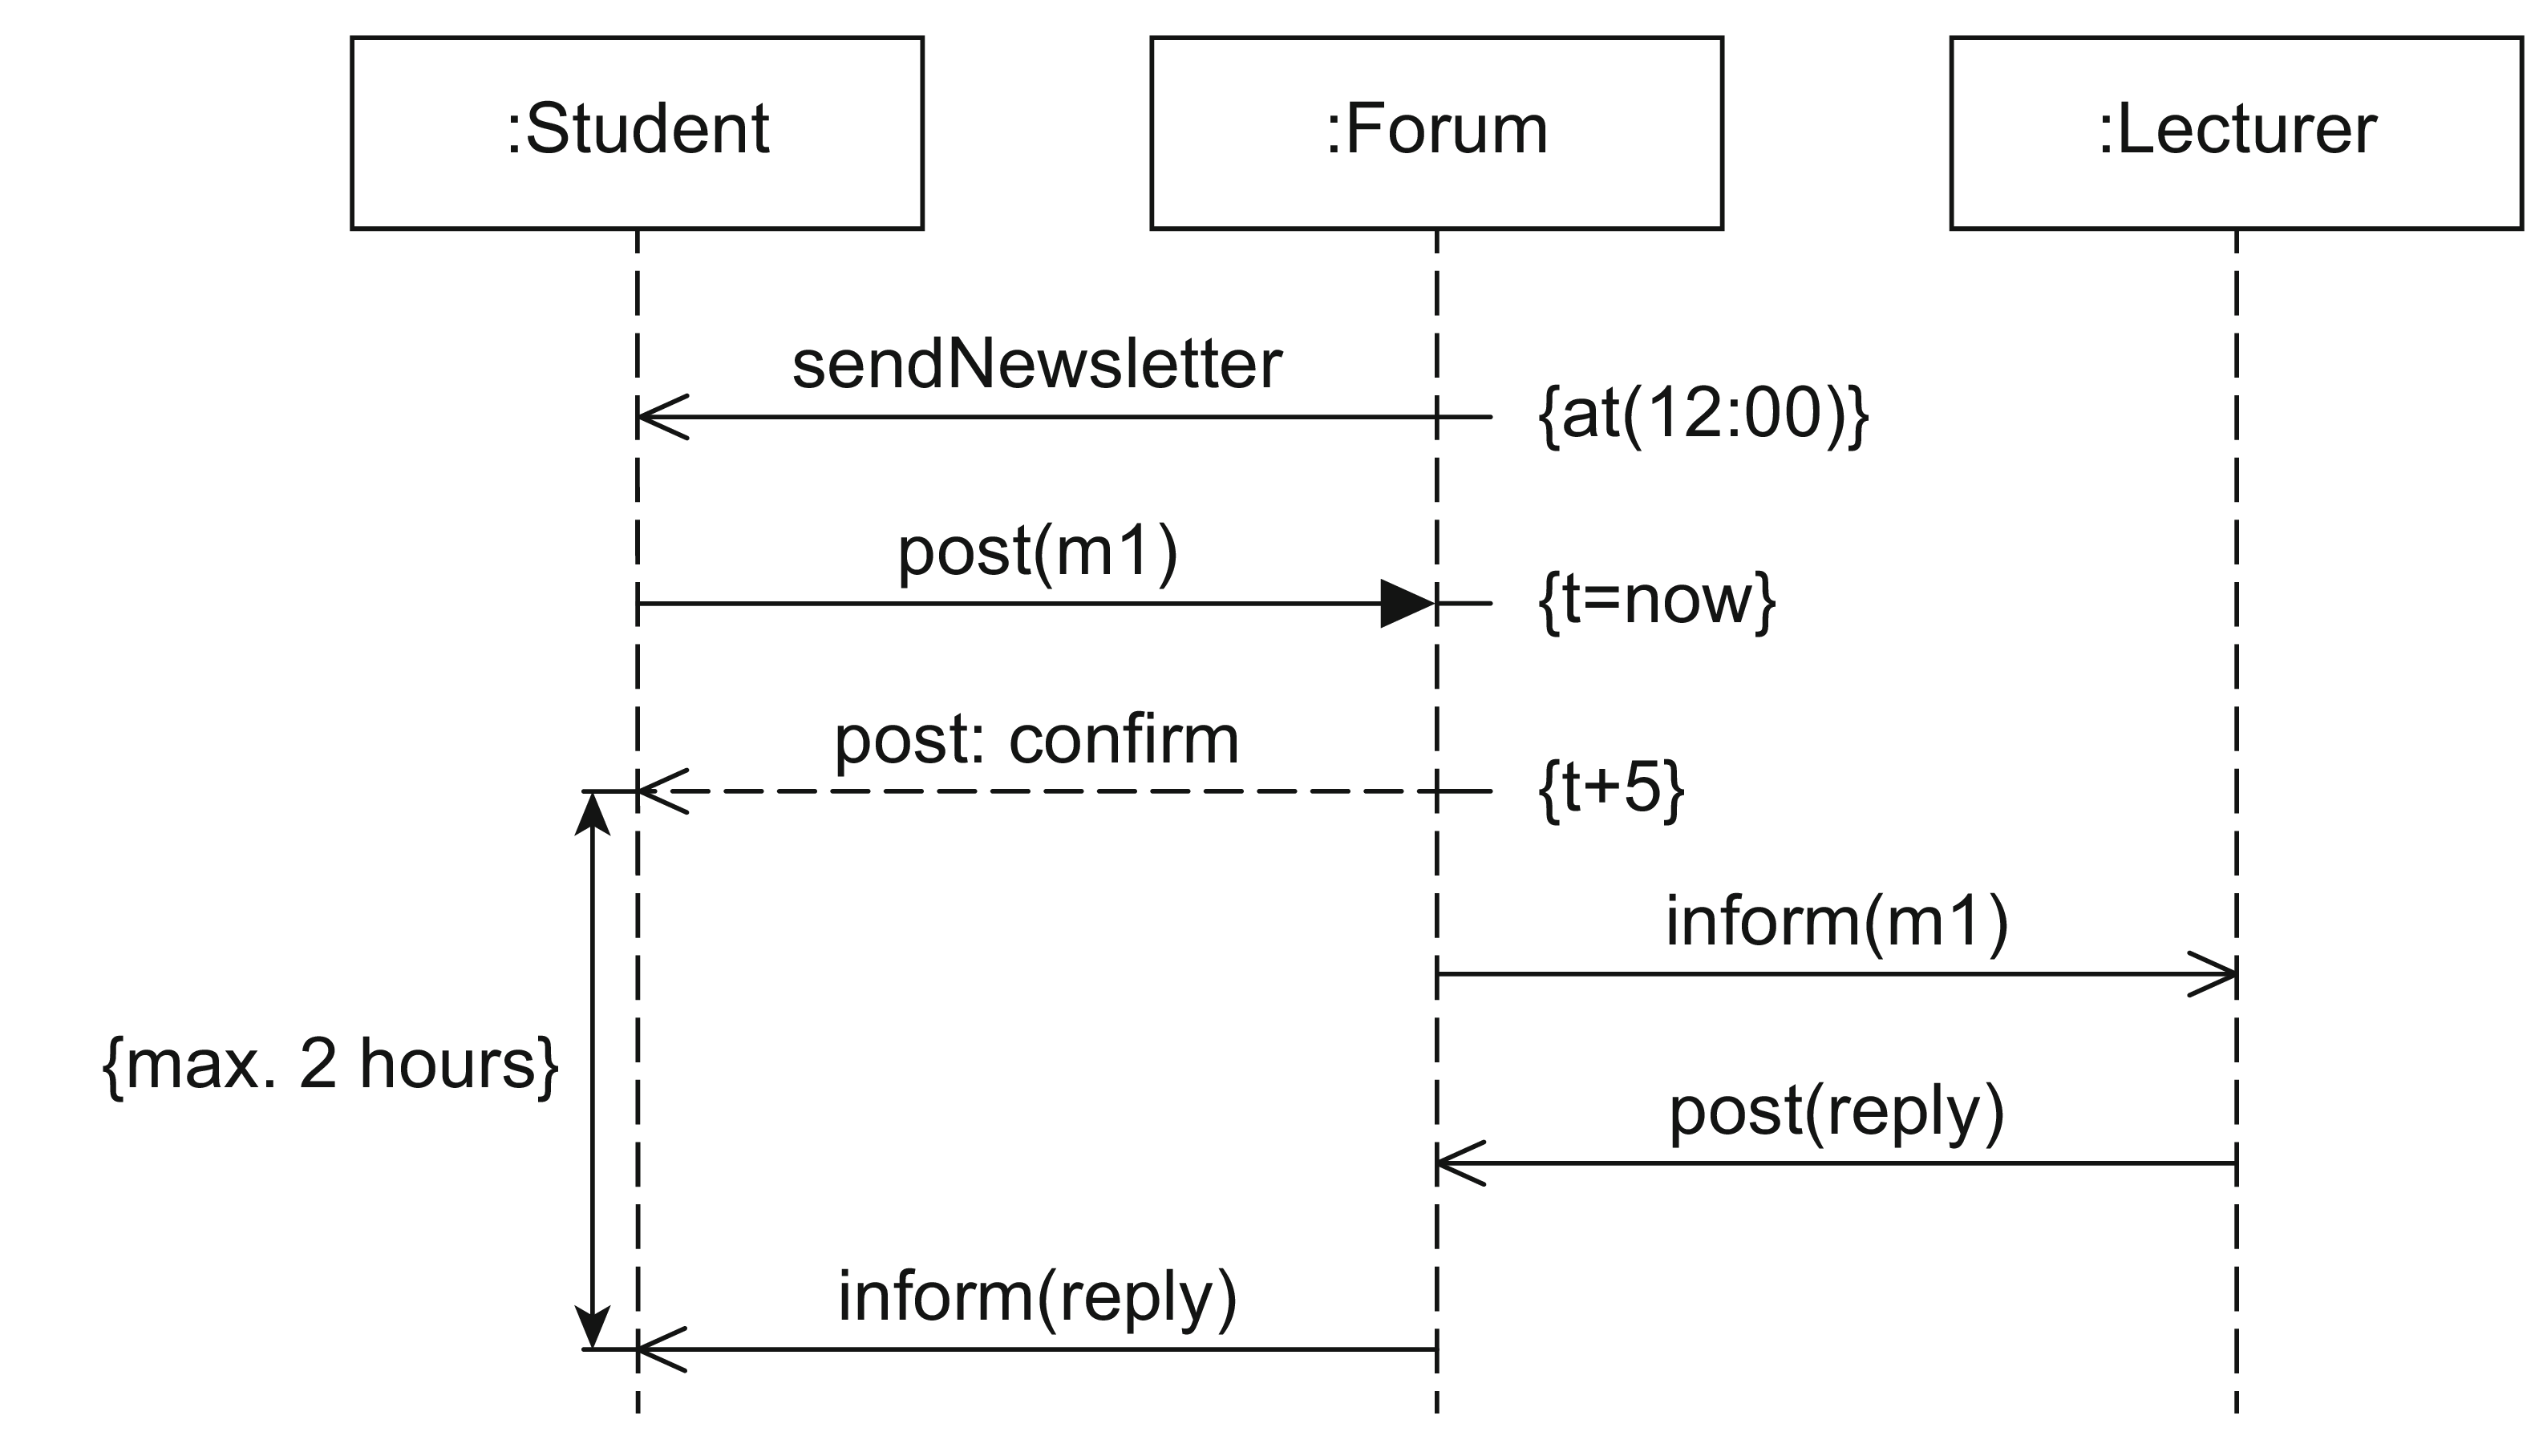 :Student
:Forum
:Lecturer
sendNewsletter
{at(12:00)}
post(m1)
{t=now}
post: confirm
{t+5}
inform(m1)
{max. 2 hours}
post(reply)
inform(reply)